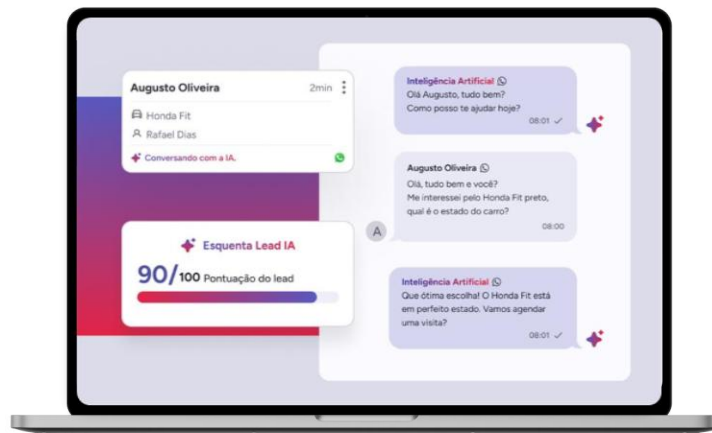 Augusto Oliveira 2min
Honda Fit
Rafael Dias
Conversando com a IA.
Esquenta Lead IA
90/100 Pontuação do lead
Inteligência Artificial
Olá Augusto, tudo bem?
Como posso te ajudar hoje?
08:01
Augusto Oliveira
Olá, tudo bem e você?
Me interessei pelo Honda Fit preto,
qual é o estado do carro?
08:00
A
Inteligência Artificial
Que ótima escolha! O Honda Fit está
em perfeito estado. Vamos agendar
uma visita?
08:01